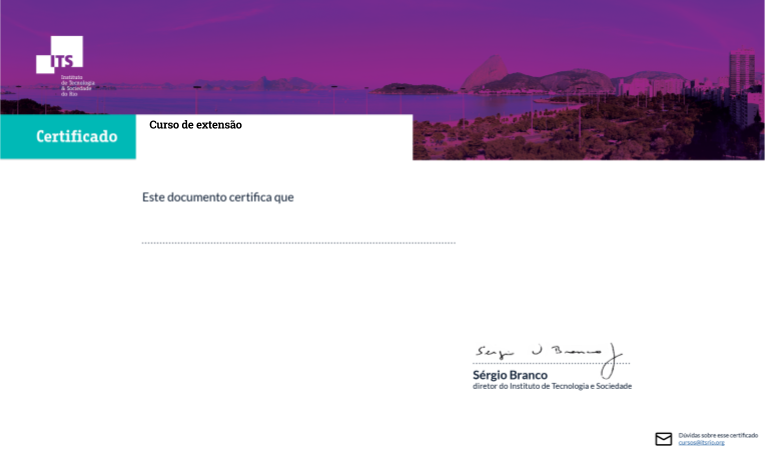 ITS
Instituto
de Tecnologia
& Sociedade
do Rio
Certificado
Curso de extensão
Este documento certifica que
Sergio V Branco Jr
Sérgio Branco
diretor do Instituto de Tecnologia e Sociedade
Dúvidas sobre esse certificado
cursos@itsrio.org